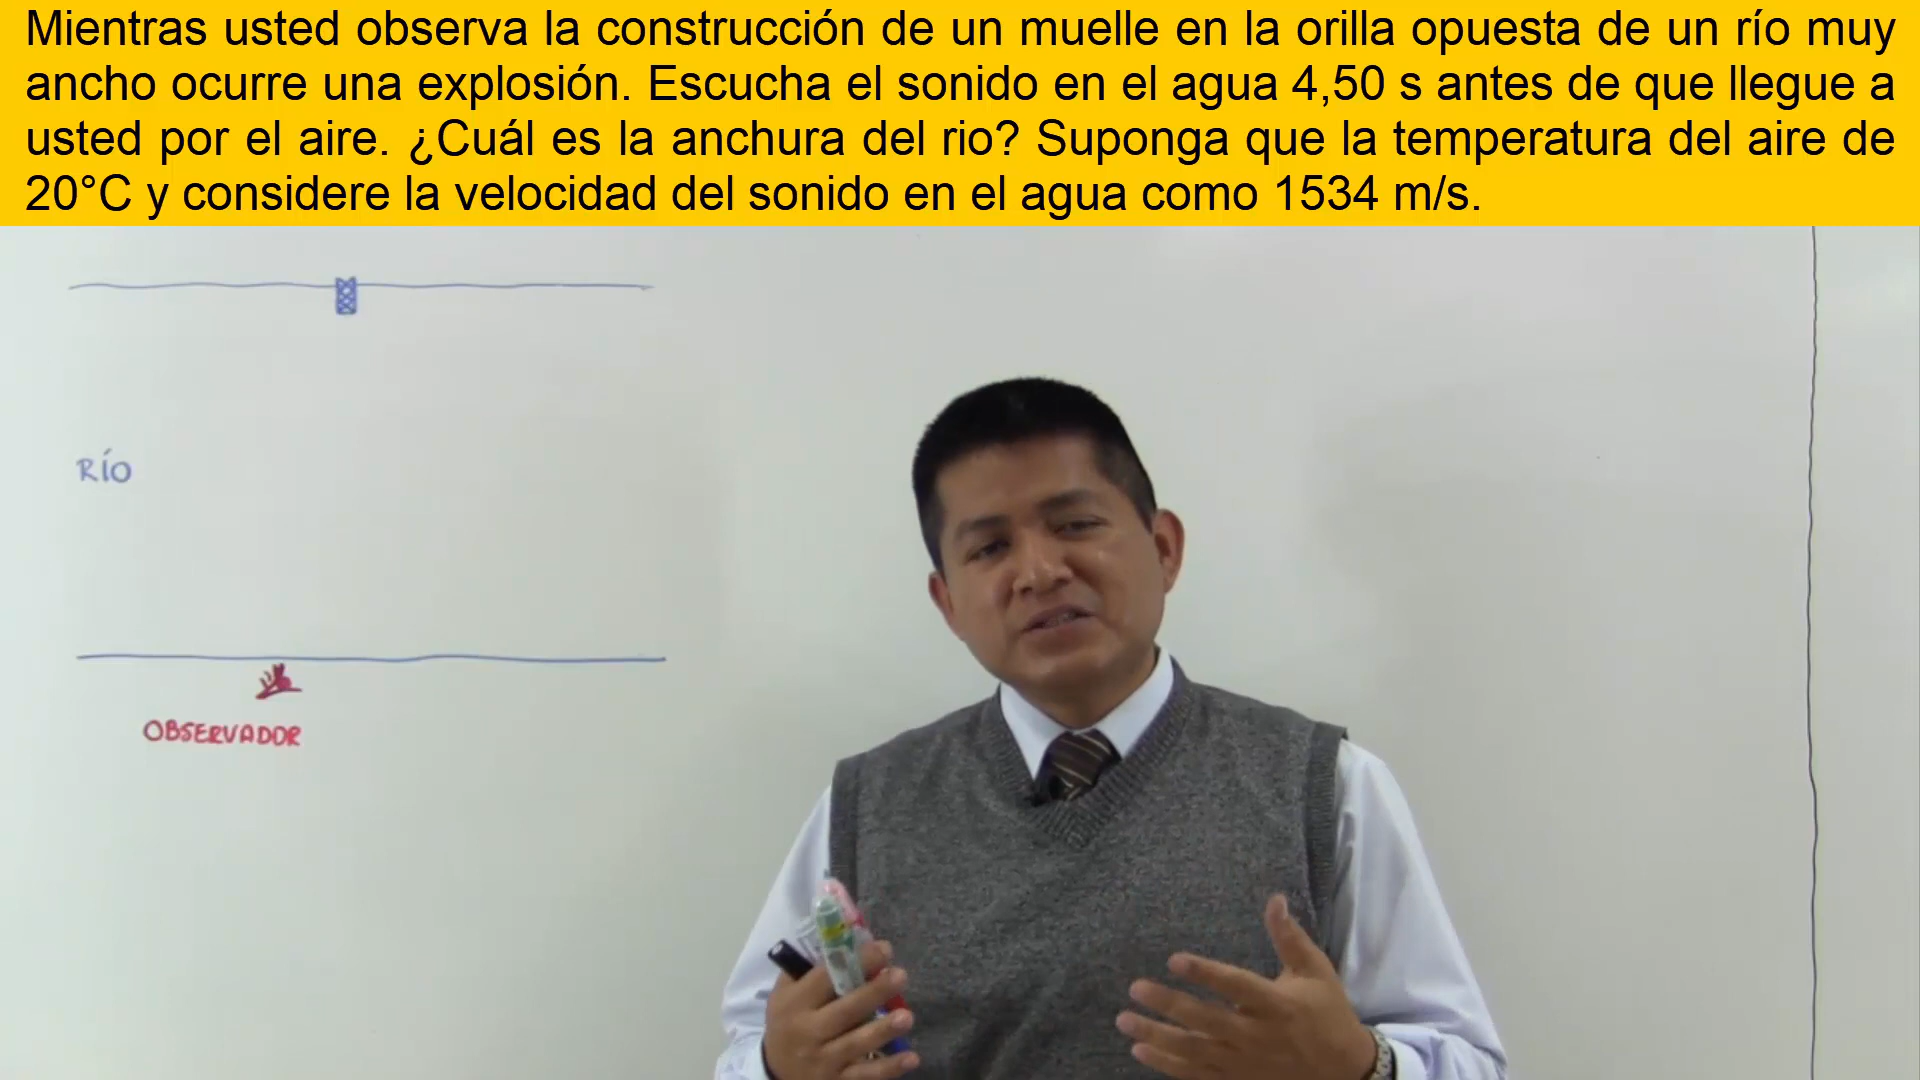 Mientras usted observa la construcción de un muelle en la orilla opuesta de un río muy
ancho ocurre una explosión. Escucha el sonido en el agua 4,50 s antes de que llegue a
usted por el aire. ¿Cuál es la anchura del rio? Suponga que la temperatura del aire de
20°C y considere la velocidad del sonido en el agua como 1534 m/s.
RÍO
OBSERVADOR